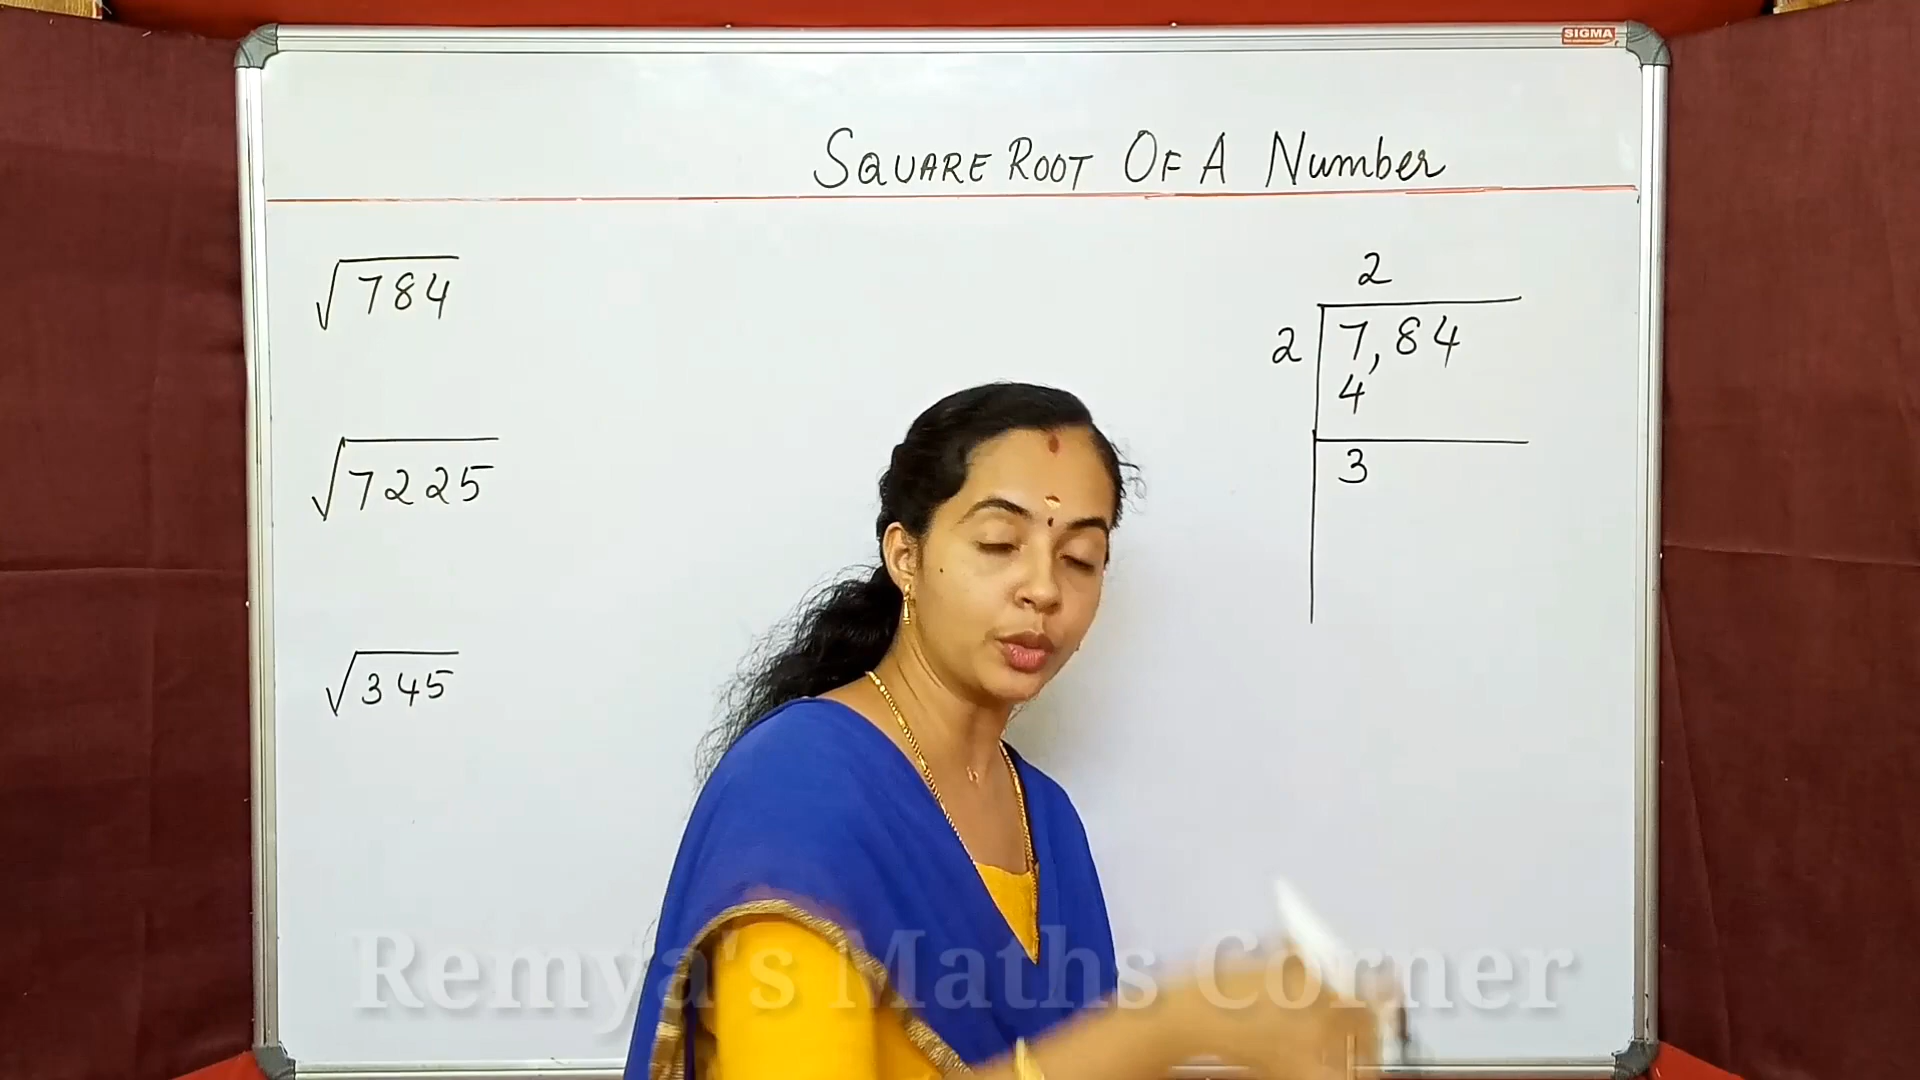 SIGMA
SQUARE ROOT OF A Number
√784
√7225
√345
2
2 7,84
4
3
Remya's Maths Corner